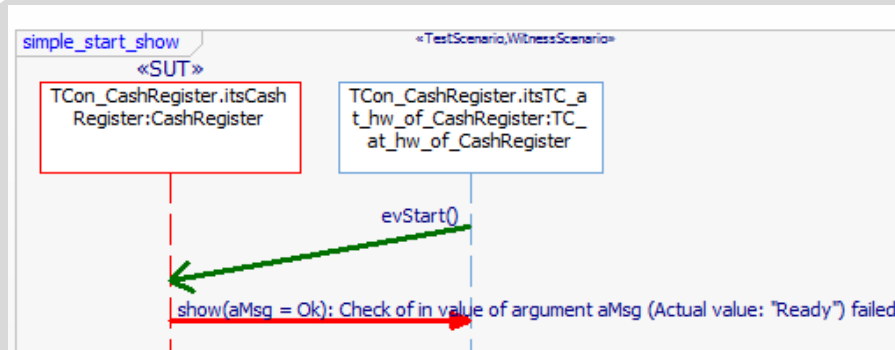 simple_start_show
«TestScenario,WitnessScenario»
«SUT»
TCon_CashRegister.itsCash
Register:CashRegister
TCon_CashRegister.itsTC_a
t_hw_of_CashRegister:TC_
at_hw_of_CashRegister
evStart()
show(aMsg = Ok): Check of in value of argument aMsg (Actual value: "Ready") failed